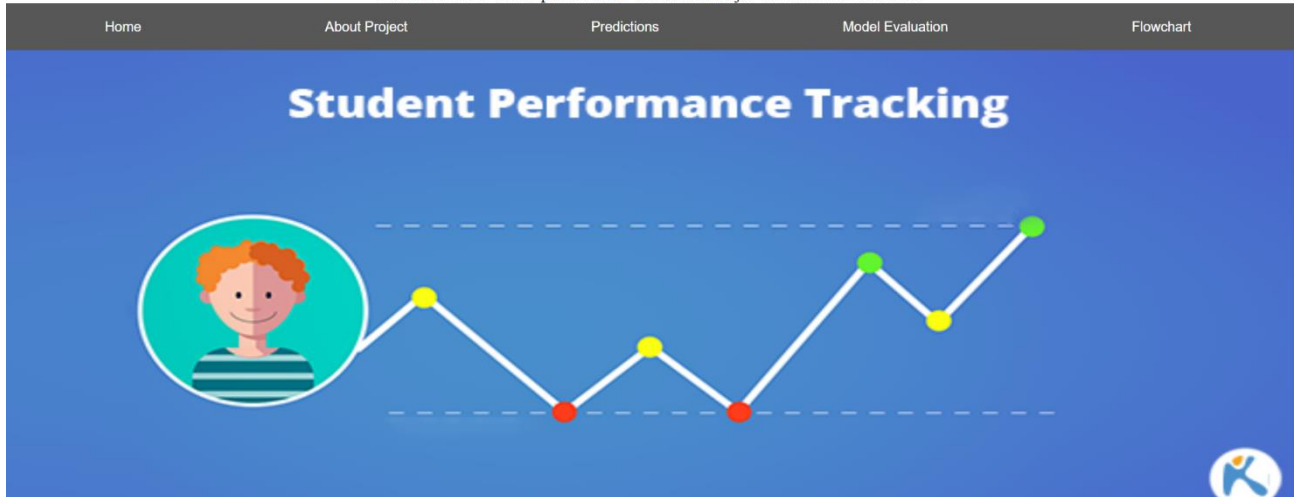 Home About Project Predictions Model Evaluation Flowchart
Student Performance Tracking
K